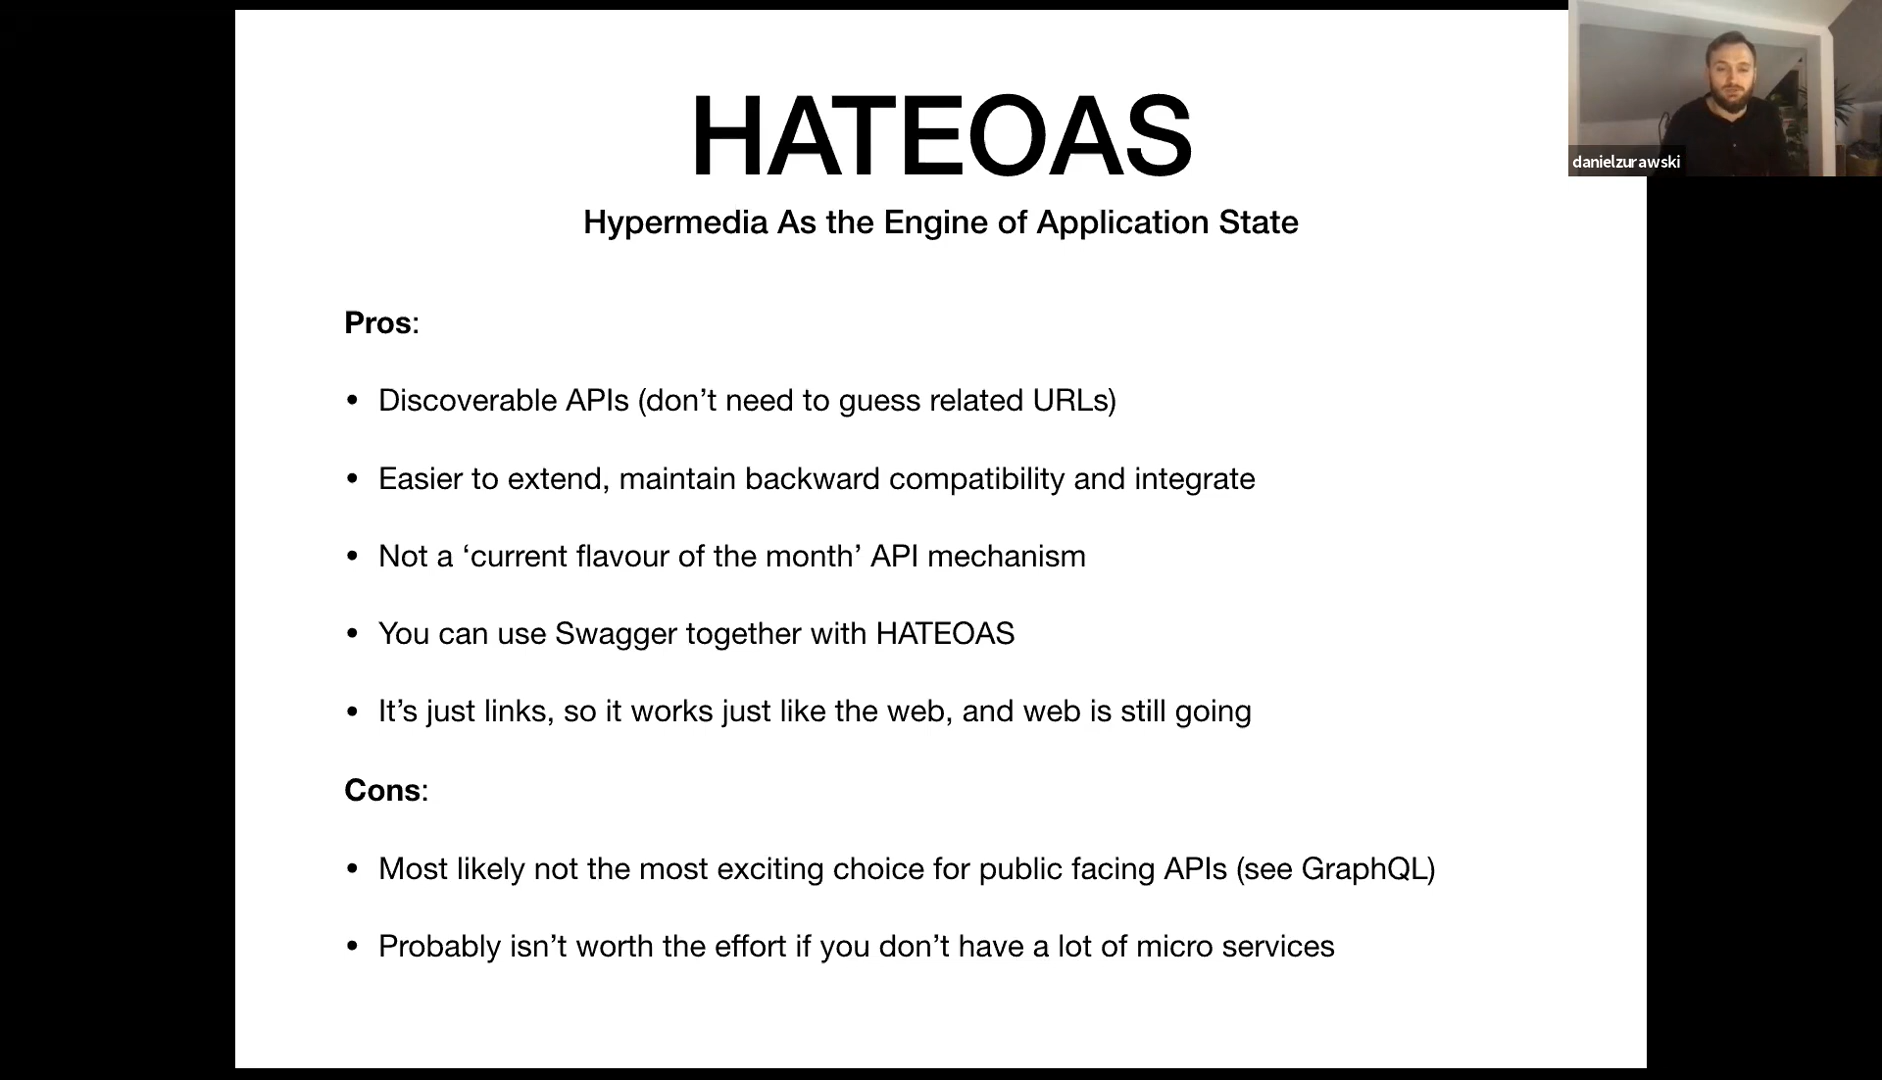 HATEOAS
Hypermedia As the Engine of Application State
Pros:
• Discoverable APIs (don’t need to guess related URLs)
• Easier to extend, maintain backward compatibility and integrate
• Not a ‘current flavour of the month’ API mechanism
• You can use Swagger together with HATEOAS
• It’s just links, so it works just like the web, and web is still going
Cons:
• Most likely not the most exciting choice for public facing APIs (see GraphQL)
• Probably isn’t worth the effort if you don’t have a lot of micro services
danielzurawski